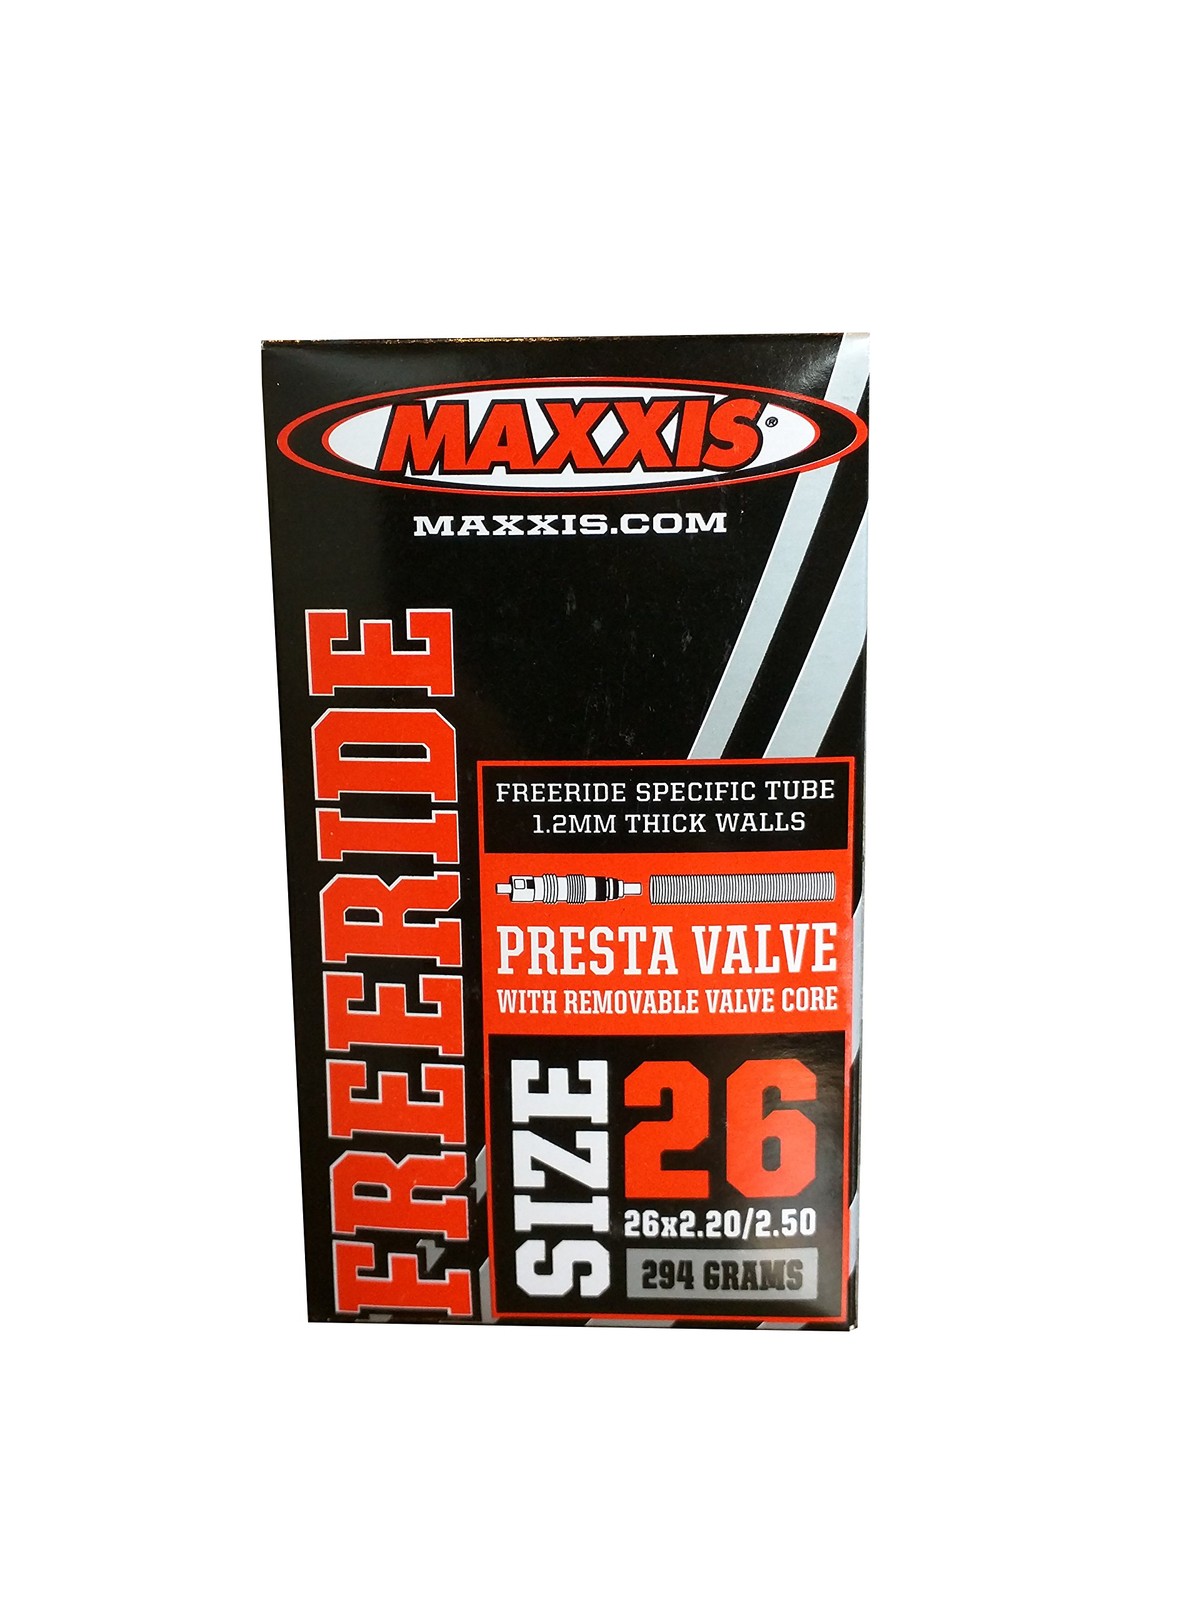 MAXXIS®
MAXXIS.COM
FREERIDE
FREERIDE SPECIFIC TUBE
1.2MM THICK WALLS
PRESTA VALVE
WITH REMOVABLE VALVE CORE
SIZE
26
26x2.20/2.50
294 GRAMS